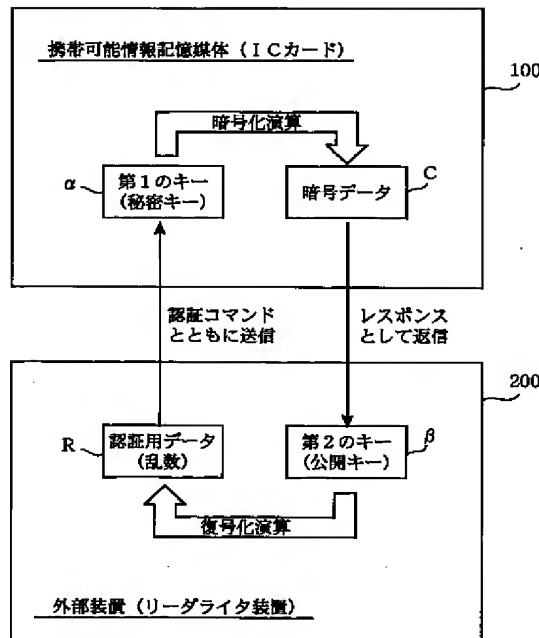 携帯可能情報記憶媒体(ICカード)
100
暗号化演算
α
第1のキー
(秘密キー)
暗号データ
C
認証コマンド
とともに送信
レスポンス
として返信
200
R
認証用データ
(乱数)
第2のキー
(公開キー)
β
復号化演算
外部装置(リーダライタ装置)